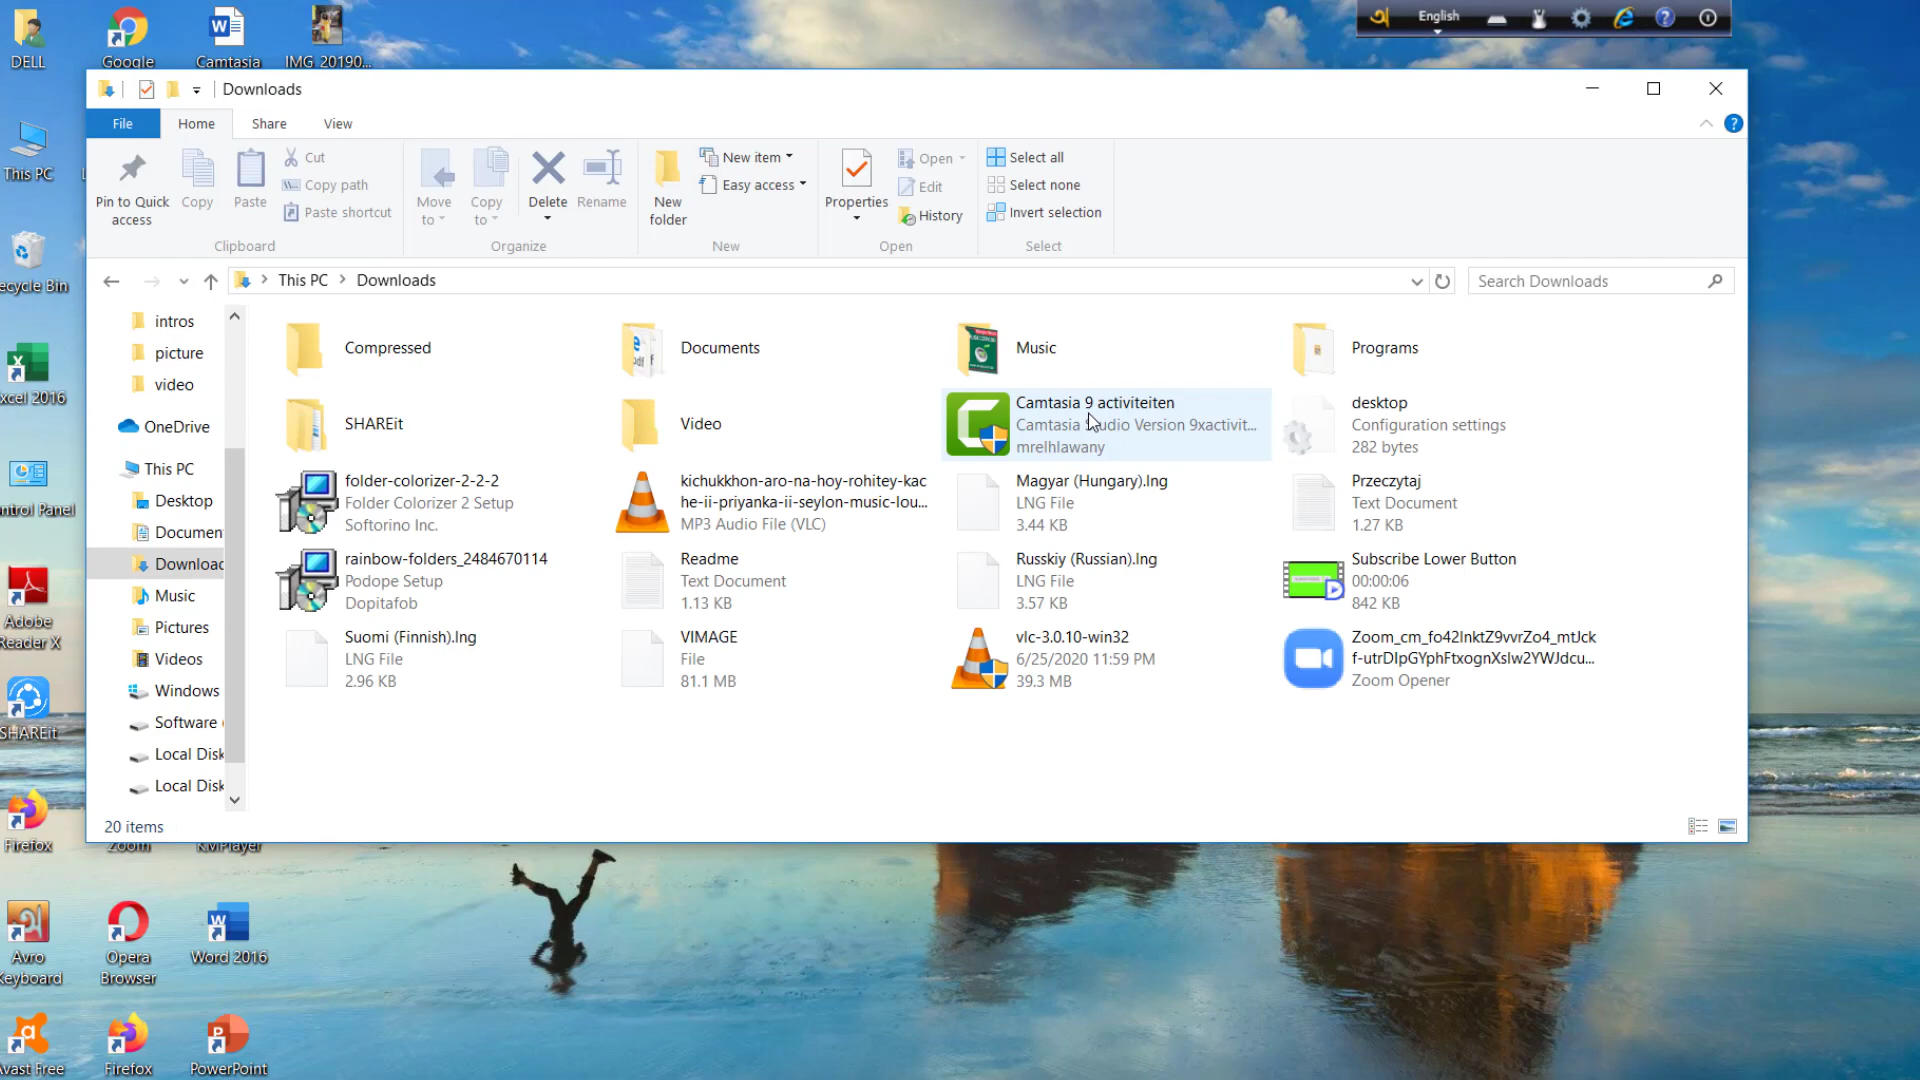 DELL
Google
Camtasia
IMG_20190...
English
Downloads
File
Home
Share
View
Pin to Quick
access
Copy
Paste
Cut
Copy path
Paste shortcut
Clipboard
Move
to
Copy
to
Delete
Rename
Organize
New
folder
New item
Easy access
New
Properties
Open
Edit
History
Open
Select all
Select none
Invert selection
Select
This PC
Downloads
Search Downloads
This PC
ecycle Bin
xcel 2016
ntrol Panel
Adobe
Reader X
SHAREit
Firefox
intros
picture
video
OneDrive
This PC
Desktop
Documen
Downloac
Music
Pictures
Videos
Windows
Software
Local Disk
Local Disk
Compressed
Documents
Music
Programs
SHAREit
Video
Camtasia 9 activiteiten
Camtasia Studio Version 9xactivit...
mrelhlawany
desktop
Configuration settings
282 bytes
folder-colorizer-2-2-2
Folder Colorizer 2 Setup
Softorino Inc.
kichukkhon-aro-na-hoy-rohitey-kac
he-ii-priyanka-ii-seylon-music-lou...
MP3 Audio File (VLC)
Magyar (Hungary).lng
LNG File
3.44 KB
Przeczytaj
Text Document
1.27 KB
rainbow-folders_2484670114
Podope Setup
Dopitafob
Readme
Text Document
1.13 KB
Russkiy (Russian).lng
LNG File
3.57 KB
Subscribe Lower Button
00:00:06
842 KB
Suomi (Finnish).lng
LNG File
2.96 KB
VIMAGE
File
81.1 MB
vlc-3.0.10-win32
6/25/2020 11:59 PM
39.3 MB
Zoom_cm_fo42lnktZ9vvrZo4_mtJck
f-utrDIpGYphFtxognXslw2YWJdcu...
Zoom Opener
20 items
Zoom
KMPlayer
Avro
Keyboard
Opera
Browser
Word 2016
Avast Free
Firefox
PowerPoint